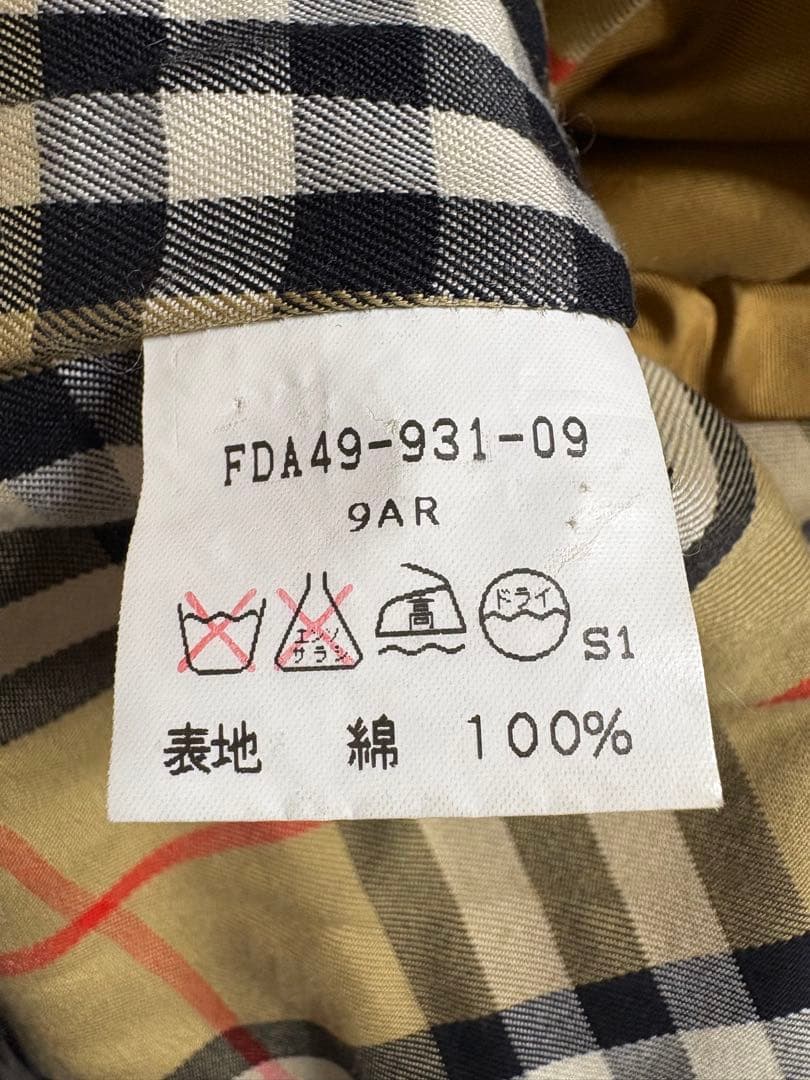 FDA49-931-09
9AR
エンソ
サラシ
高
ドライ
S1
表地 綿 100%